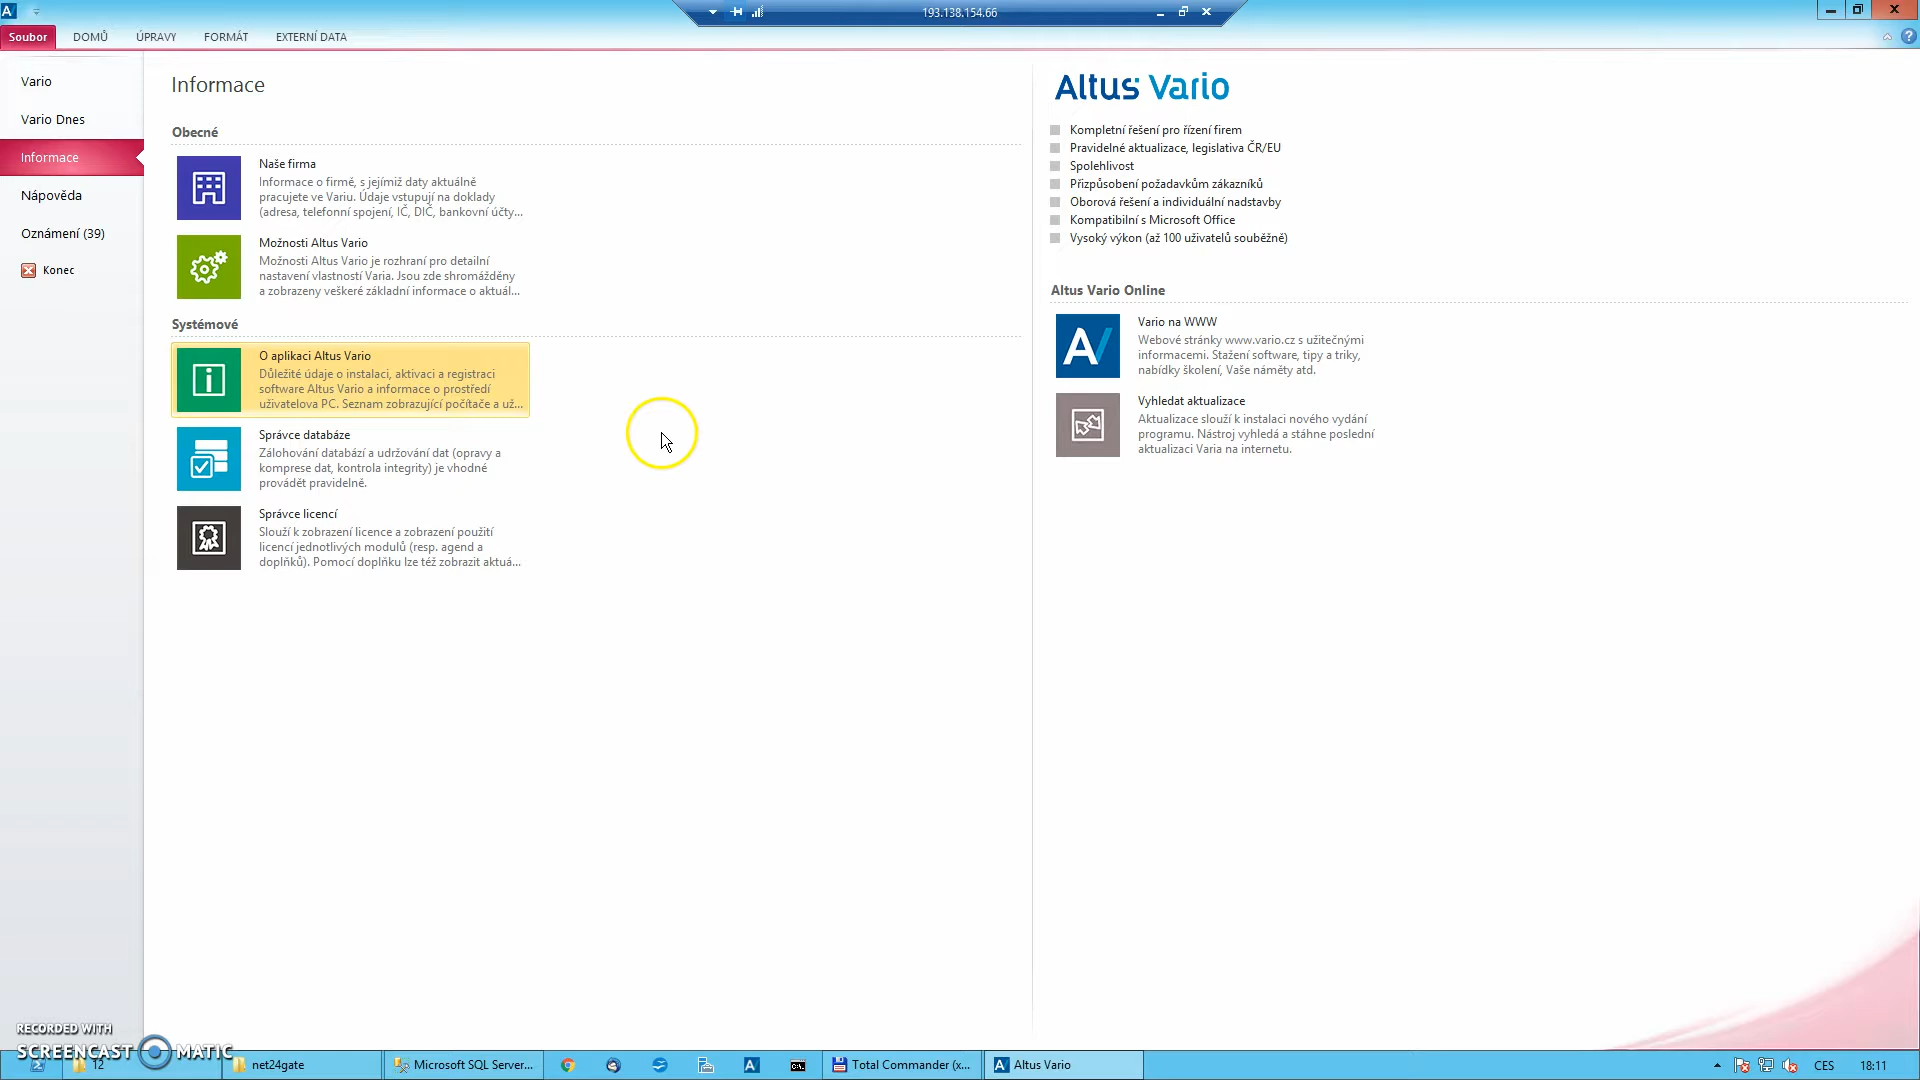 193.138.154.66
Soubor DOMŮ ÚPRAVY FORMÁT EXTERNÍ DATA
Vario
Vario Dnes
Informace
Nápověda
Oznámení (39)
Konec
Informace
Obecné
Naše firma
Informace o firmě, s jejímiž daty aktuálně
pracujete ve Variu. Údaje vstupují na doklady
(adresa, telefonní spojení, IČ, DIČ, bankovní účty...
Možnosti Altus Vario
Možnosti Altus Vario je rozhraní pro detailní
nastavení vlastností Varia. Jsou zde shromážděny
a zobrazeny veškeré základní informace o aktuál...
Systémové
O aplikaci Altus Vario
Důležité údaje o instalaci, aktivaci a registraci
software Altus Vario a informace o prostředí
uživatelova PC. Seznam zobrazující počítače a už...
Správce databáze
Zálohování databází a udržování dat (opravy a
komprese dat, kontrola integrity) je vhodné
provádět pravidelně.
Správce licencí
Slouží k zobrazení licence a zobrazení použití
licencí jednotlivých modulů (resp. agend a
doplňků). Pomocí doplňku lze též zobrazit aktuá...
Altus Vario
Kompletní řešení pro řízení firem
Pravidelné aktualizace, legislativa ČR/EU
Spolehlivost
Přizpůsobení požadavkům zákazníků
Oborová řešení a individuální nadstavby
Kompatibilní s Microsoft Office
Vysoký výkon (až 100 uživatelů souběžně)
Altus Vario Online
Vario na WWW
Webové stránky www.vario.cz s užitečnými
informacemi. Stažení software, tipy a triky,
nabídky školení, Vaše náměty atd.
Vyhledat aktualizace
Aktualizace slouží k instalaci nového vydání
programu. Nástroj vyhledá a stáhne poslední
aktualizaci Varia na internetu.
RECORDED WITH
SCREENCAST MATIC
12 net24gate Microsoft SQL Server... Total Commander (x... Altus Vario CES 18:11